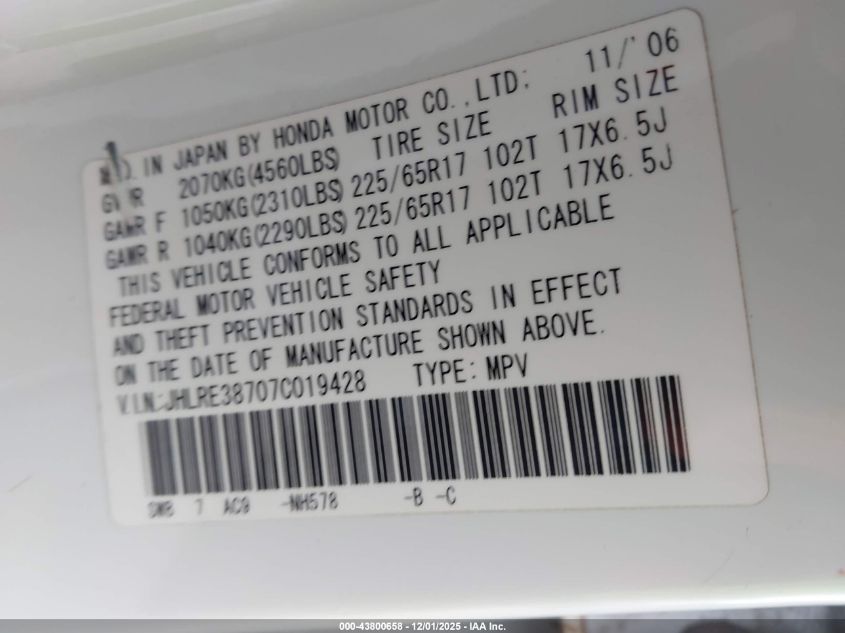 MFD. IN JAPAN BY HONDA MOTOR CO.,LTD; 11/'06
GVWR 2070KG(4560LBS) TIRE SIZE RIM SIZE
GAWR F 1050KG(2310LBS) 225/65R17 102T 17X6.5J
GAWR R 1040KG(2290LBS) 225/65R17 102T 17X6.5J
THIS VEHICLE CONFORMS TO ALL APPLICABLE
FEDERAL MOTOR VEHICLE SAFETY
AND THEFT PREVENTION STANDARDS IN EFFECT
ON THE DATE OF MANUFACTURE SHOWN ABOVE.
V.I.N:JHLRE38707C019428 TYPE: MPV
SW8 7 AC9 -NH578 -B -C
000-43800658 - 12/01/2025 - IAA Inc.